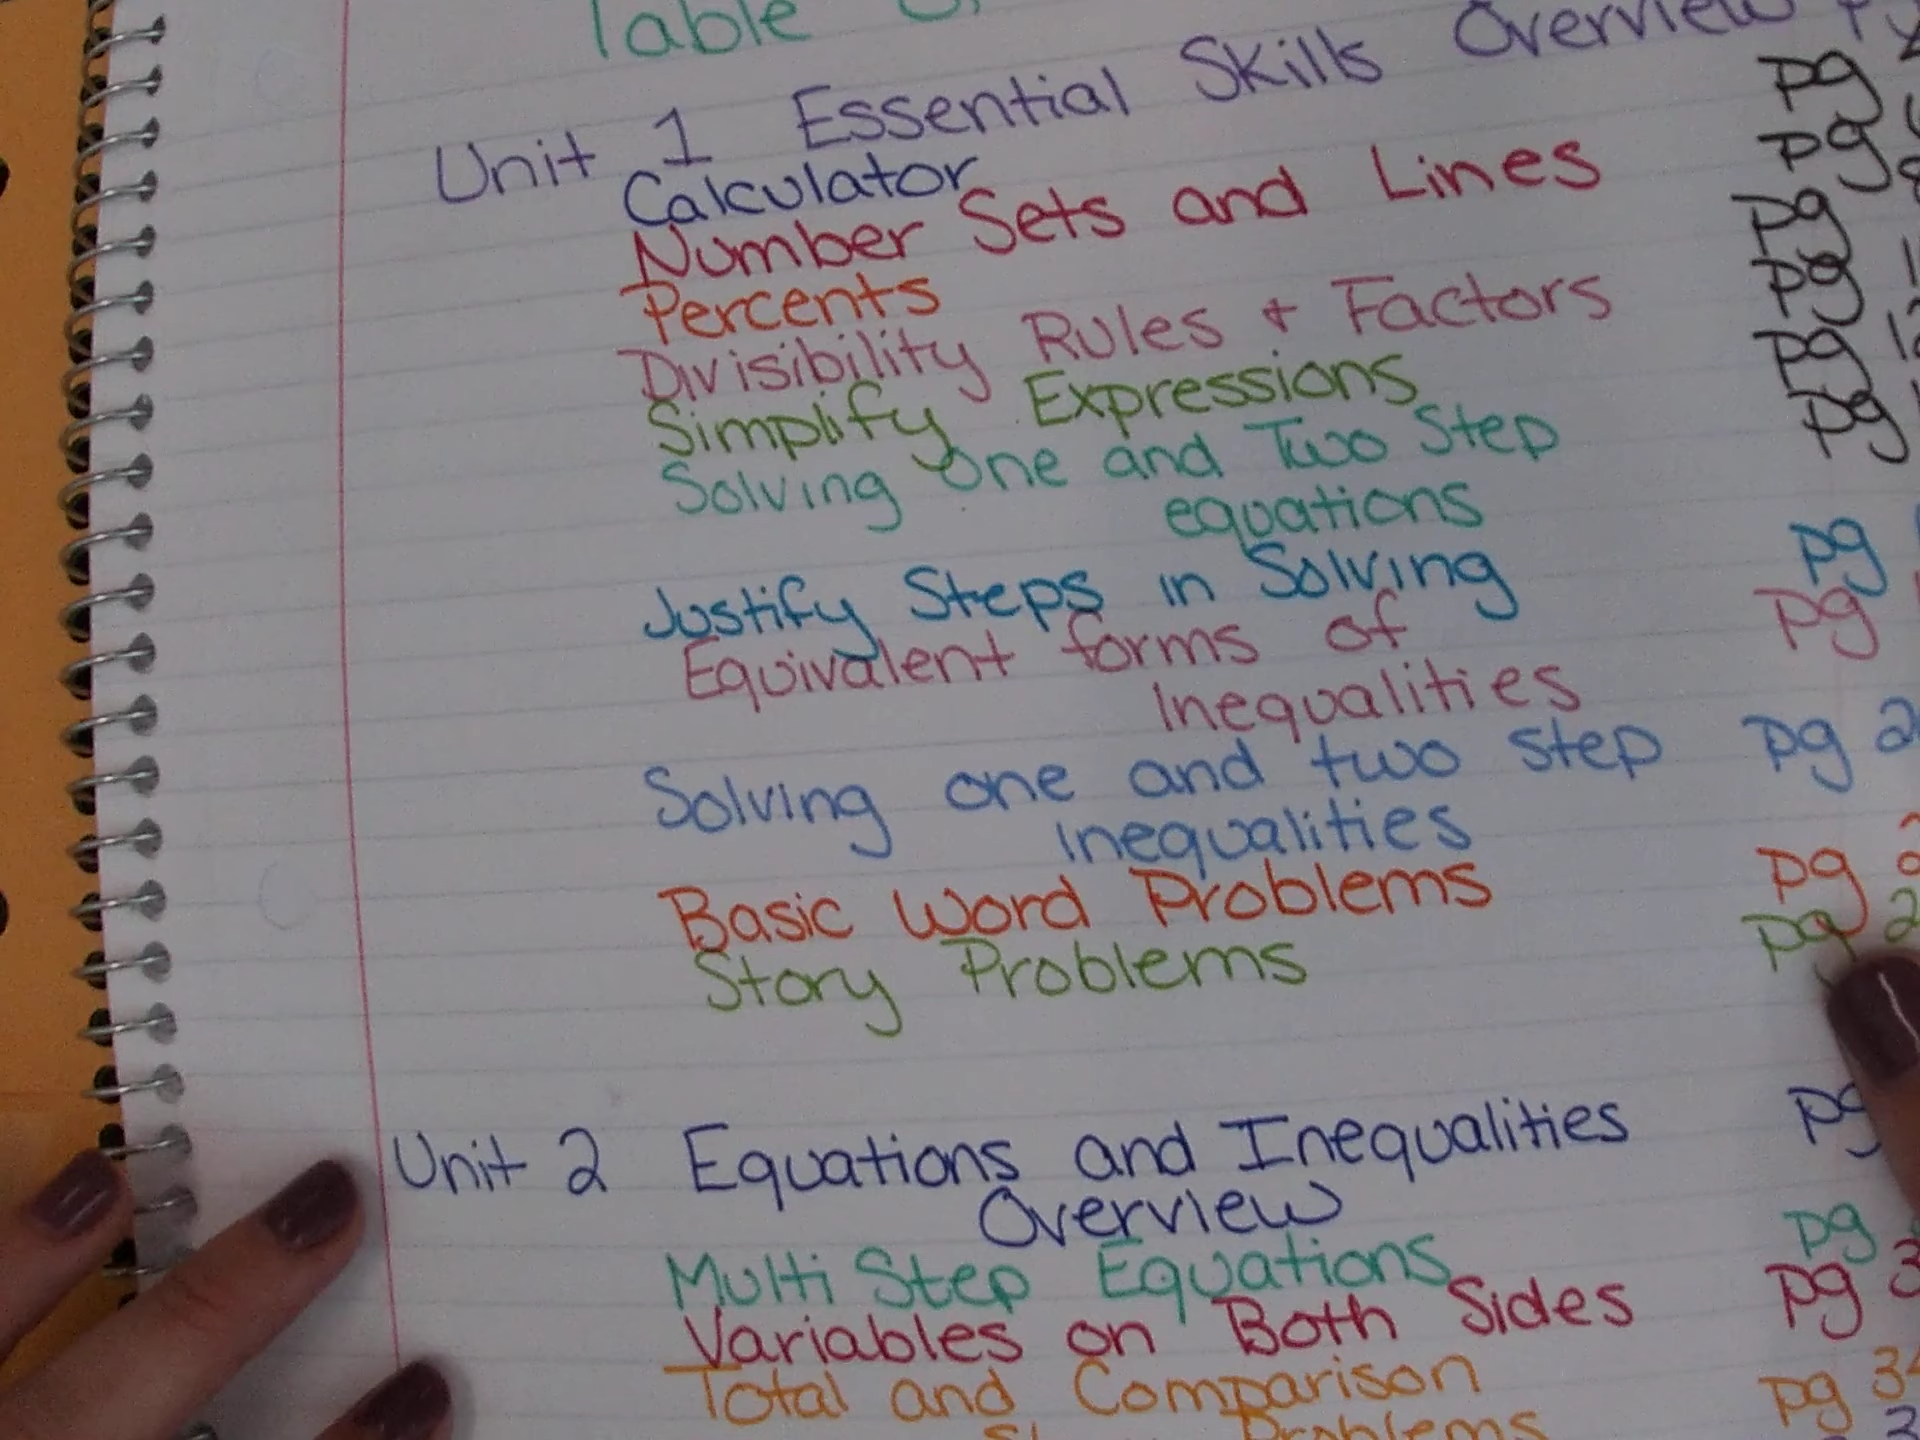 Table
Unit 1 Essential Skills Overview
Calculator pg
Number Sets and Lines pg
Percents pg
Divisibility Rules + Factors pg
Simplify Expressions pg
Solving One and Two Step pg
equations
Justify Steps in Solving pg
Equivalent forms of pg
Inequalities
Solving one and two step pg
inequalities
Basic Word Problems pg
Story Problems pg
Unit 2 Equations and Inequalities pg
Overview
Multi Step Equations pg
Variables on Both Sides pg
Total and Comparison pg 34
Problems